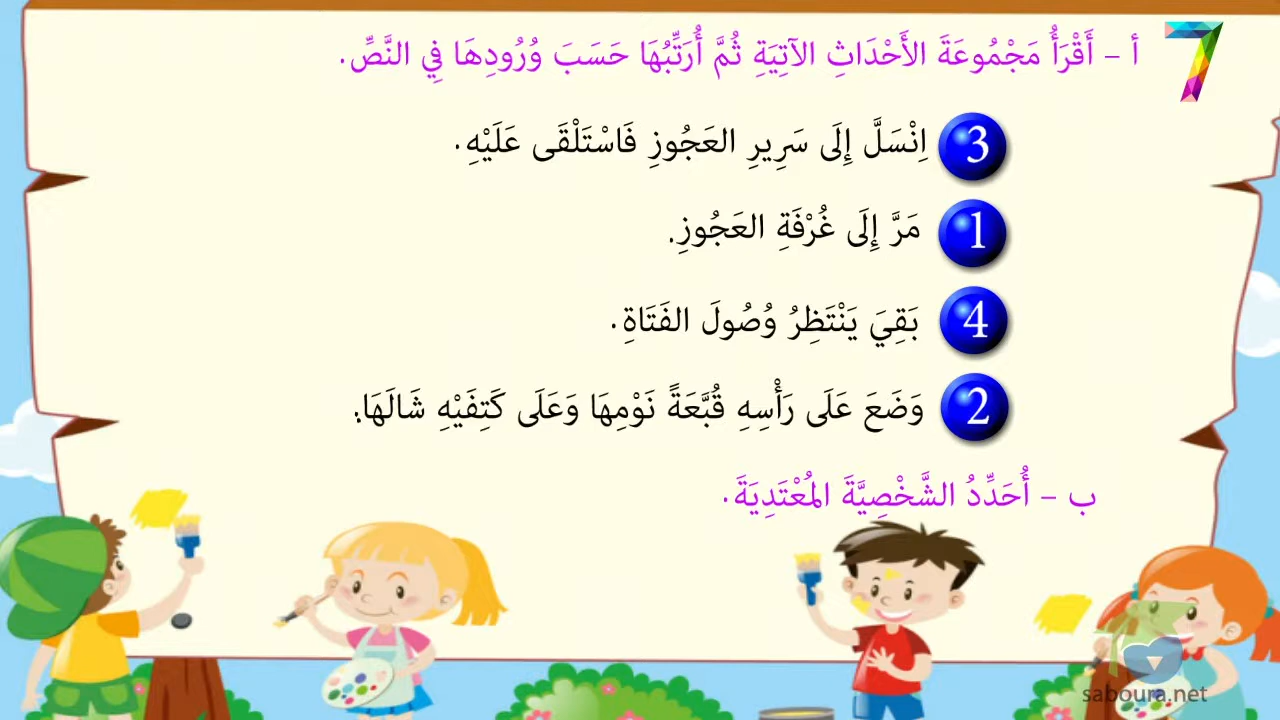 7
أ – أَقْرَأُ مَجْمُوعَةَ الأَحْدَاثِ الآتِيَةِ ثُمَّ أُرَتِّبُهَا حَسَبَ وُرُودِهَا فِي النَّصِّ.
3 اِنْسَلَّ إِلَى سَرِيرِ العَجُوزِ فَاسْتَلْقَى عَلَيْهِ.
1 مَرَّ إِلَى غُرْفَةِ العَجُوزِ.
4 بَقِيَ يَنْتَظِرُ وُصُولَ الفَتَاةِ.
2 وَضَعَ عَلَى رَأْسِهِ قُبَّعَةً نَوْمِهَا وَعَلَى كَتِفَيْهِ شَالَهَا.
ب – أُحَدِّدُ الشَّخْصِيَّةَ المُعْتَدِيَةَ.
saboura.net